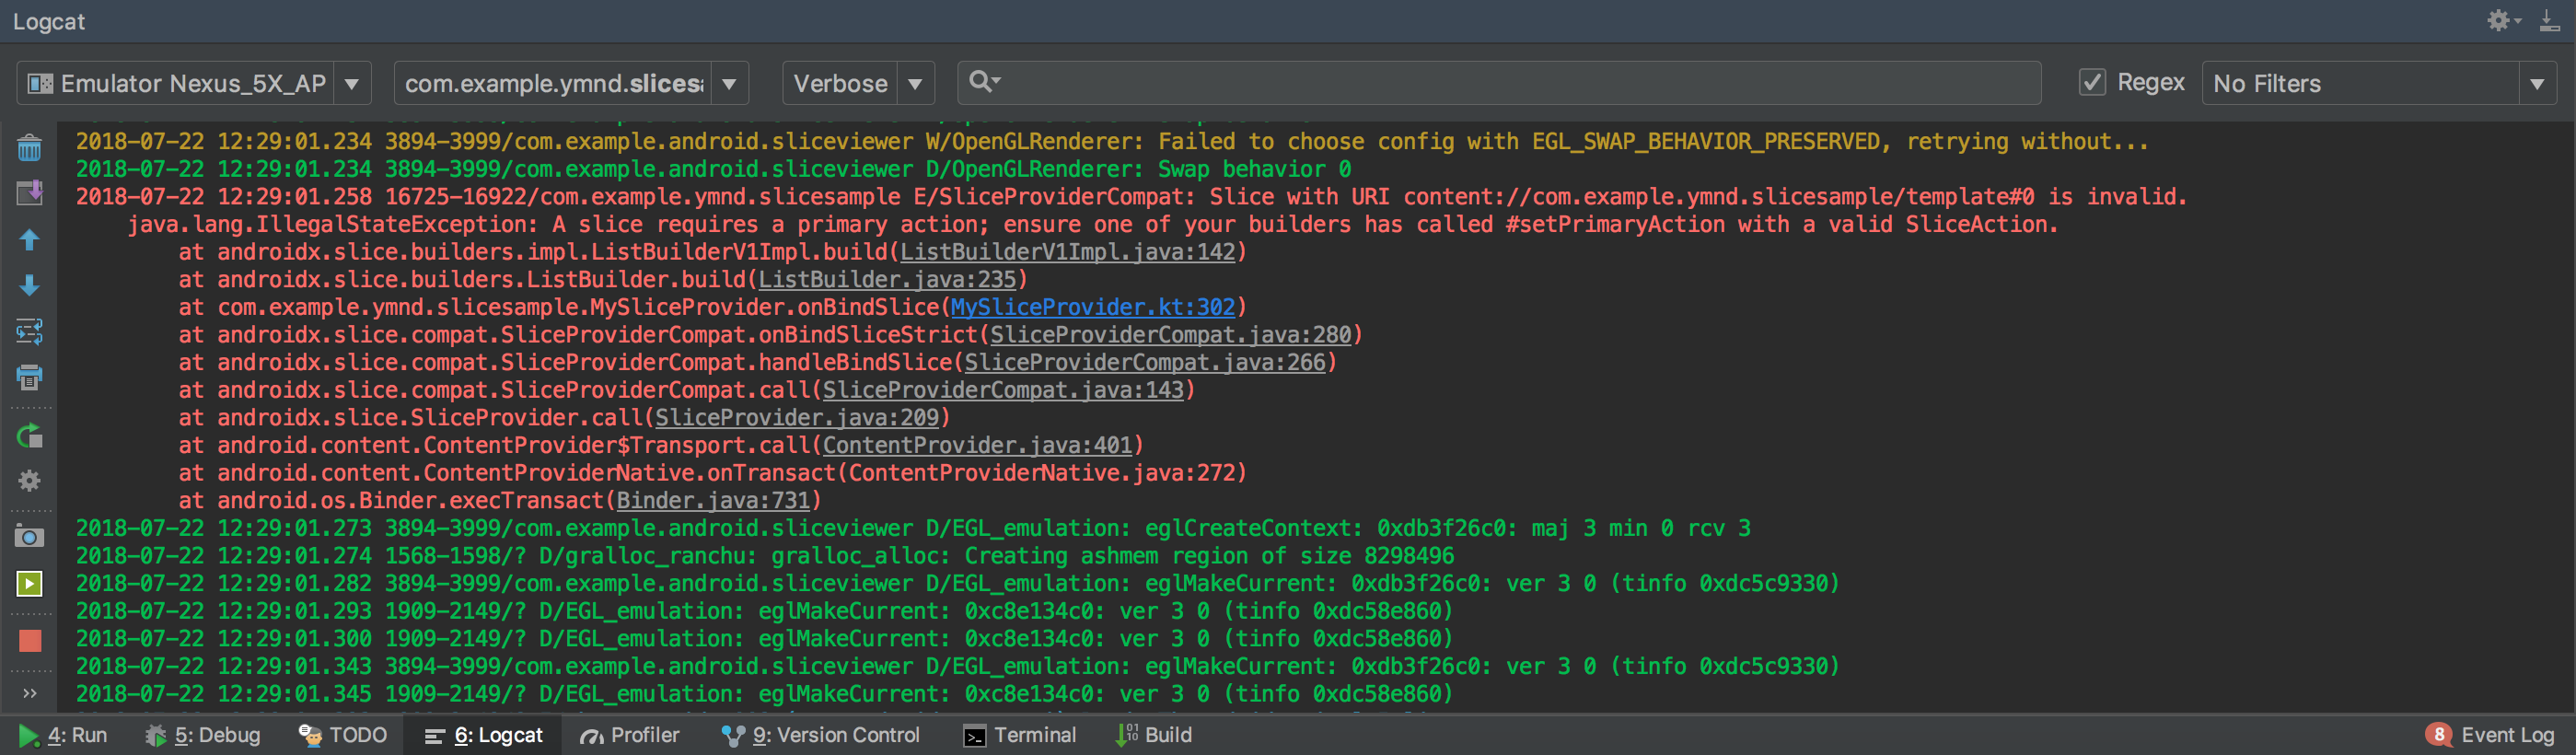 Logcat
Emulator Nexus_5X_AP com.example.ymnd.slices Verbose Regex No Filters
2018-07-22 12:29:01.234 3894-3999/com.example.android.sliceviewer W/OpenGLRenderer: Failed to choose config with EGL_SWAP_BEHAVIOR_PRESERVED, retrying without...
2018-07-22 12:29:01.234 3894-3999/com.example.android.sliceviewer D/OpenGLRenderer: Swap behavior 0
2018-07-22 12:29:01.258 16725-16922/com.example.ymnd.slicesample E/SliceProviderCompat: Slice with URI content://com.example.ymnd.slicesample/template#0 is invalid.
java.lang.IllegalStateException: A slice requires a primary action; ensure one of your builders has called #setPrimaryAction with a valid SliceAction.
at androidx.slice.builders.impl.ListBuilderV1Impl.build(ListBuilderV1Impl.java:142)
at androidx.slice.builders.ListBuilder.build(ListBuilder.java:235)
at com.example.ymnd.slicesample.MySliceProvider.onBindSlice(MySliceProvider.kt:302)
at androidx.slice.compat.SliceProviderCompat.onBindSliceStrict(SliceProviderCompat.java:280)
at androidx.slice.compat.SliceProviderCompat.handleBindSlice(SliceProviderCompat.java:266)
at androidx.slice.compat.SliceProviderCompat.call(SliceProviderCompat.java:143)
at androidx.slice.SliceProvider.call(SliceProvider.java:209)
at android.content.ContentProvider$Transport.call(ContentProvider.java:401)
at android.content.ContentProviderNative.onTransact(ContentProviderNative.java:272)
at android.os.Binder.execTransact(Binder.java:731)
2018-07-22 12:29:01.273 3894-3999/com.example.android.sliceviewer D/EGL_emulation: eglCreateContext: 0xdb3f26c0: maj 3 min 0 rcv 3
2018-07-22 12:29:01.274 1568-1598/? D/gralloc_ranchu: gralloc_alloc: Creating ashmem region of size 8298496
2018-07-22 12:29:01.282 3894-3999/com.example.android.sliceviewer D/EGL_emulation: eglMakeCurrent: 0xdb3f26c0: ver 3 0 (tinfo 0xdc5c9330)
2018-07-22 12:29:01.293 1909-2149/? D/EGL_emulation: eglMakeCurrent: 0xc8e134c0: ver 3 0 (tinfo 0xdc58e860)
2018-07-22 12:29:01.300 1909-2149/? D/EGL_emulation: eglMakeCurrent: 0xc8e134c0: ver 3 0 (tinfo 0xdc58e860)
2018-07-22 12:29:01.343 3894-3999/com.example.android.sliceviewer D/EGL_emulation: eglMakeCurrent: 0xdb3f26c0: ver 3 0 (tinfo 0xdc5c9330)
2018-07-22 12:29:01.345 1909-2149/? D/EGL_emulation: eglMakeCurrent: 0xc8e134c0: ver 3 0 (tinfo 0xdc58e860)
4: Run 5: Debug TODO 6: Logcat Profiler 9: Version Control Terminal Build 8 Event Log